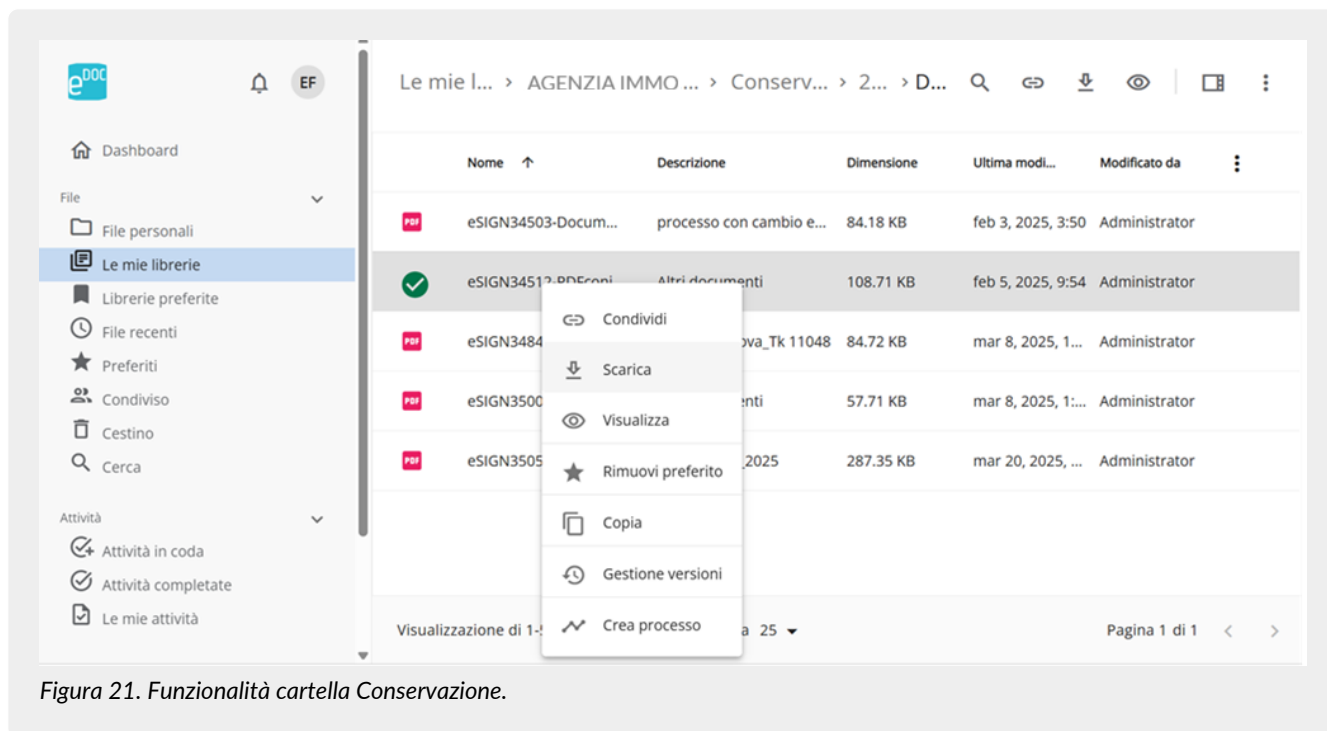 eDOC
EF
Le mie l... > AGENZIA IMMO ... > Conserv... > 2... > D...
Dashboard
File
File personali
Le mie librerie
Librerie preferite
File recenti
Preferiti
Condiviso
Cestino
Cerca
Attività
Attività in coda
Attività completate
Le mie attività
Nome Descrizione Dimensione Ultima modi... Modificato da
PDF eSIGN34503-Docum... processo con cambio e... 84.18 KB feb 3, 2025, 3:50 Administrator
eSIGN34512-PDFconi Altri documenti 108.71 KB feb 5, 2025, 9:54 Administrator
PDF eSIGN3484 ova_Tk 11048 84.72 KB mar 8, 2025, 1... Administrator
PDF eSIGN3500 enti 57.71 KB mar 8, 2025, 1:... Administrator
PDF eSIGN3505 _2025 287.35 KB mar 20, 2025, ... Administrator
Condividi
Scarica
Visualizza
Rimuovi preferito
Copia
Gestione versioni
Crea processo
Visualizzazione di 1-5 a 25 Pagina 1 di 1 < >
Figura 21. Funzionalità cartella Conservazione.